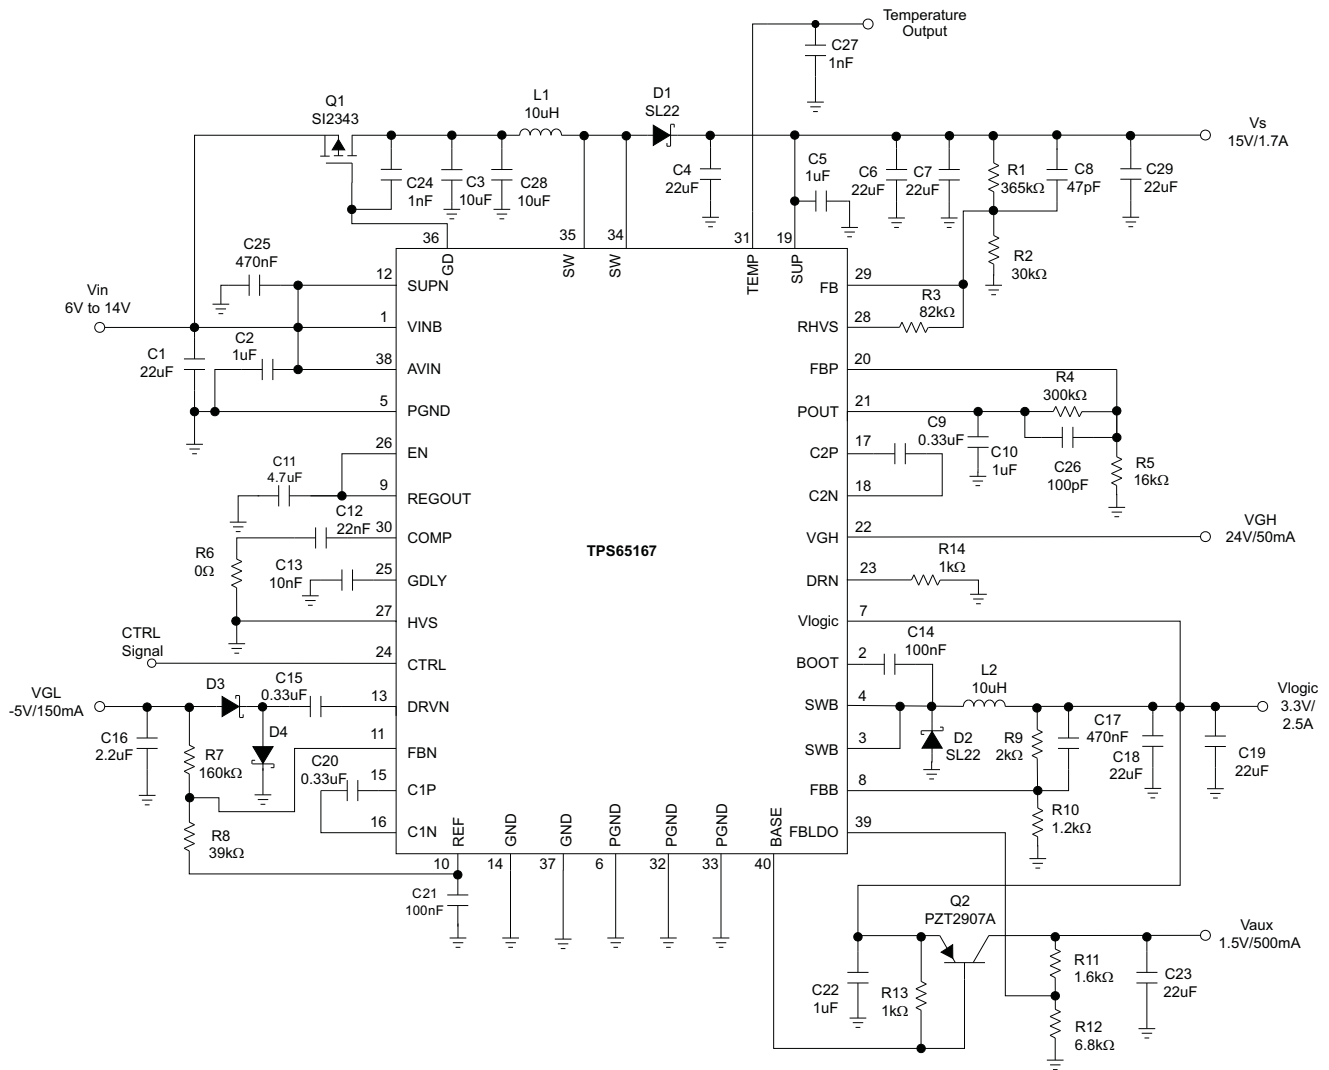 Temperature
Output
C27
1nF
Q1
SI2343
L1
10uH
D1
SL22
Vs
15V/1.7A
C24
1nF
C3
10uF
C28
10uF
C4
22uF
C5
1uF
C6
22uF
C7
22uF
R1
365kΩ
C8
47pF
C29
22uF
R2
30kΩ
36
GD
35
SW
34
SW
31
TEMP
19
SUP
C25
470nF
12
SUPN
Vin
6V to 14V
1
VINB
C1
22uF
C2
1uF
38
AVIN
5
PGND
26
EN
C11
4.7uF
9
REGOUT
C12
22nF
30
COMP
R6
0Ω
C13
10nF
25
GDLY
27
HVS
CTRL
Signal
24
CTRL
VGL
-5V/150mA
D3
C15
0.33uF
13
DRVN
C16
2.2uF
R7
160kΩ
D4
11
FBN
C20
0.33uF
15
C1P
16
C1N
R8
39kΩ
TPS65167
29
FB
R3
82kΩ
28
RHVS
20
FBP
R4
300kΩ
21
POUT
C9
0.33uF
17
C2P
C10
1uF
C26
100pF
R5
16kΩ
18
C2N
22
VGH
VGH
24V/50mA
23
DRN
R14
1kΩ
7
Vlogic
C14
100nF
2
BOOT
4
SWB
L2
10uH
Vlogic
3.3V/
2.5A
3
SWB
D2
SL22
R9
2kΩ
C17
470nF
C18
22uF
C19
22uF
8
FBB
R10
1.2kΩ
39
FBLDO
REF
10
GND
14
GND
37
PGND
6
PGND
32
PGND
33
BASE
40
C21
100nF
Q2
PZT2907A
Vaux
1.5V/500mA
C22
1uF
R13
1kΩ
R11
1.6kΩ
C23
22uF
R12
6.8kΩ